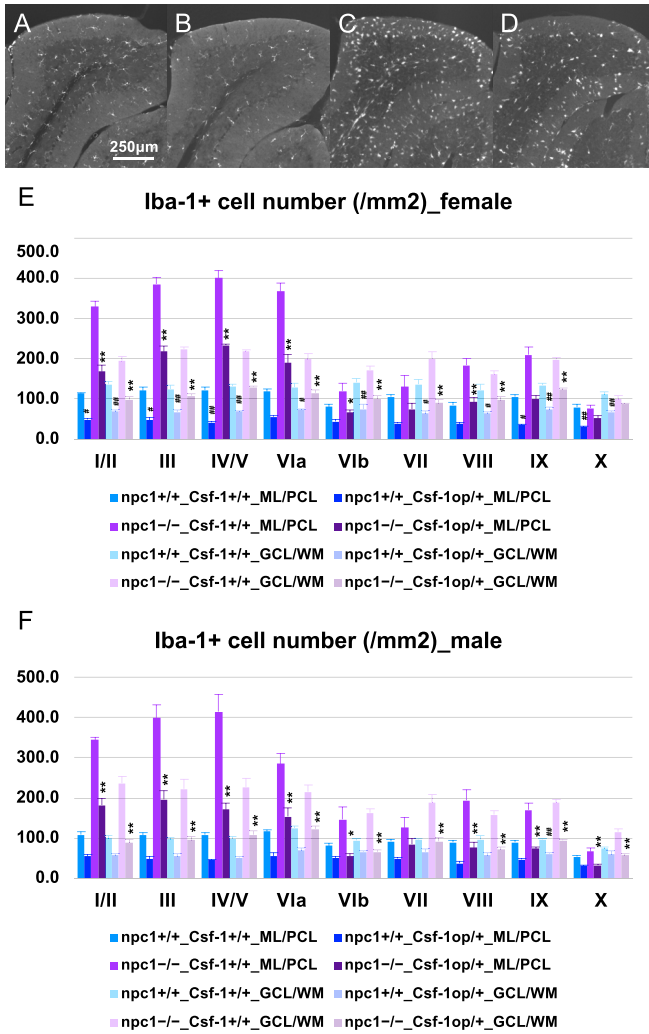 A B C D
250µm
E
Iba-1+ cell number (/mm2)_female
500.0
400.0
300.0
200.0
100.0
0.0
# ## ** ** # # ** ** ## ## ** ** # ** ** ## * ** # ** # ** ** # ## ** ## ##
I/II III IV/V VIa VIb VII VIII IX X
npc1+/+_Csf-1+/+_ML/PCL npc1+/+_Csf-1op/+_ML/PCL
npc1−/−_Csf-1+/+_ML/PCL npc1−/−_Csf-1op/+_ML/PCL
npc1+/+_Csf-1+/+_GCL/WM npc1+/+_Csf-1op/+_GCL/WM
npc1−/−_Csf-1+/+_GCL/WM npc1−/−_Csf-1op/+_GCL/WM
F
Iba-1+ cell number (/mm2)_male
500.0
400.0
300.0
200.0
100.0
0.0
** ** ** ** ** ** ** ** * ** ** ** ** ** ## ** ** **
I/II III IV/V VIa VIb VII VIII IX X
npc1+/+_Csf-1+/+_ML/PCL npc1+/+_Csf-1op/+_ML/PCL
npc1−/−_Csf-1+/+_ML/PCL npc1−/−_Csf-1op/+_ML/PCL
npc1+/+_Csf-1+/+_GCL/WM npc1+/+_Csf-1op/+_GCL/WM
npc1−/−_Csf-1+/+_GCL/WM npc1−/−_Csf-1op/+_GCL/WM